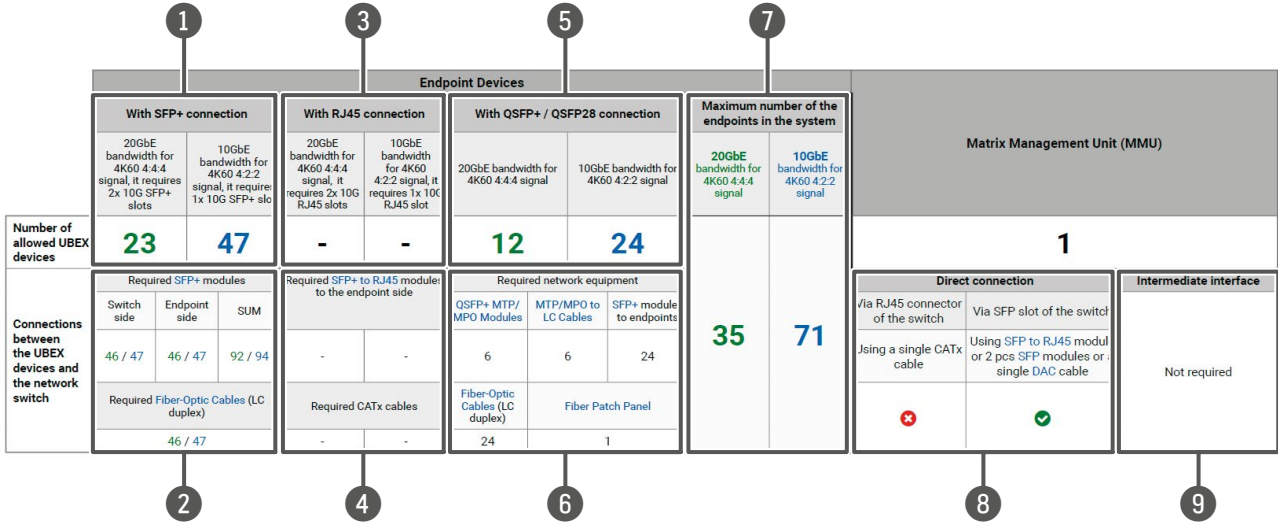 1 3 5 7
Endpoint Devices
With SFP+ connection
With RJ45 connection
With QSFP+ / QSFP28 connection
Maximum number of the
endpoints in the system
Matrix Management Unit (MMU)
20GbE
bandwidth for
4K60 4:4:4
signal, it requires
2x 10G SFP+
slots
10GbE
bandwidth for
4K60 4:2:2
signal, it require
1x 10G SFP+ slo
20GbE
bandwidth for
4K60 4:4:4
signal, it
requires 2x 10G
RJ45 slots
10GbE
bandwidth
for 4K60
4:2:2 signal, it
requires 1x 10G
RJ45 slot
20GbE bandwidth for
4K60 4:4:4 signal
10GbE bandwidth for
4K60 4:2:2 signal
20GbE
bandwidth for
4K60 4:4:4
signal
10GbE
bandwidth for
4K60 4:2:2
signal
Number of
allowed UBEX
devices
23 47 - - 12 24
1
Connections
between
the UBEX
devices and
the network
switch
Required SFP+ modules
Switch
side
Endpoint
side
SUM
46 / 47 46 / 47 92 / 94
Required Fiber-Optic Cables (LC
duplex)
46 / 47
Required SFP+ to RJ45 modules
to the endpoint side
- -
Required CATx cables
- -
Required network equipment
QSFP+ MTP/
MPO Modules
MTP/MPO to
LC Cables
SFP+ module
to endpoints
6 6 24
Fiber-Optic
Cables (LC
duplex)
Fiber Patch Panel
24 1
35 71
Direct connection
Via RJ45 connector
of the switch
Via SFP slot of the switch
Using a single CATx
cable
Using SFP to RJ45 modul
or 2 pcs SFP modules or a
single DAC cable
Intermediate interface
Not required
2 4 6 8 9